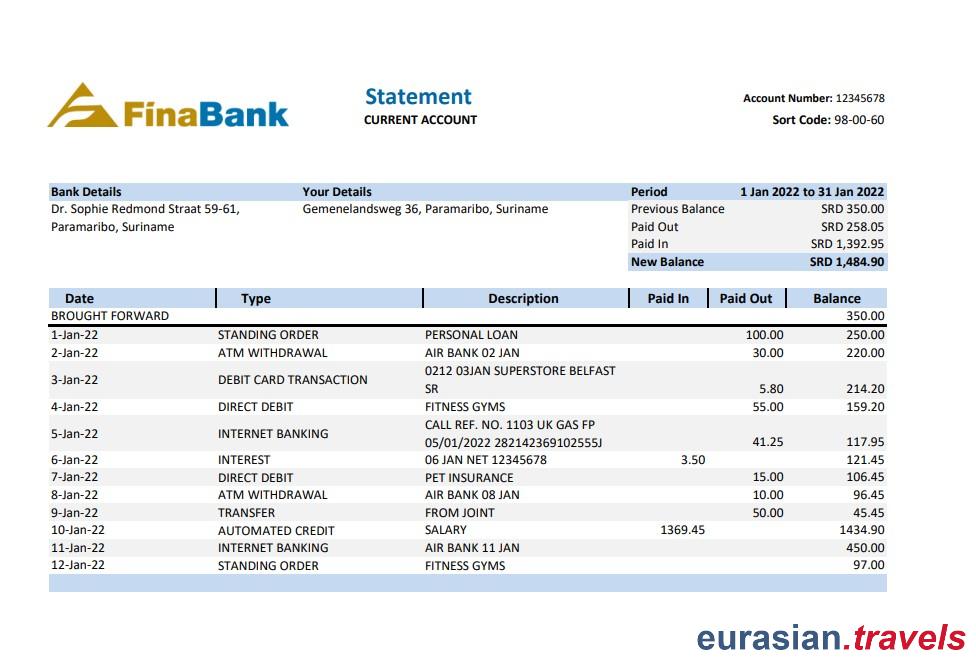 FinaBank
Statement
CURRENT ACCOUNT
Account Number: 12345678
Sort Code: 98-00-60
Bank Details Your Details Period 1 Jan 2022 to 31 Jan 2022
Dr. Sophie Redmond Straat 59-61, Gemenelandsweg 36, Paramaribo, Suriname Previous Balance SRD 350.00
Paramaribo, Suriname Paid Out SRD 258.05
Paid In SRD 1,392.95
New Balance SRD 1,484.90
Date Type Description Paid In Paid Out Balance
BROUGHT FORWARD 350.00
1-Jan-22 STANDING ORDER PERSONAL LOAN 100.00 250.00
2-Jan-22 ATM WITHDRAWAL AIR BANK 02 JAN 30.00 220.00
3-Jan-22 DEBIT CARD TRANSACTION 0212 03JAN SUPERSTORE BELFAST
SR 5.80 214.20
4-Jan-22 DIRECT DEBIT FITNESS GYMS 55.00 159.20
5-Jan-22 INTERNET BANKING CALL REF. NO. 1103 UK GAS FP
05/01/2022 282142369102555J 41.25 117.95
6-Jan-22 INTEREST 06 JAN NET 12345678 3.50 121.45
7-Jan-22 DIRECT DEBIT PET INSURANCE 15.00 106.45
8-Jan-22 ATM WITHDRAWAL AIR BANK 08 JAN 10.00 96.45
9-Jan-22 TRANSFER FROM JOINT 50.00 45.45
10-Jan-22 AUTOMATED CREDIT SALARY 1369.45 1434.90
11-Jan-22 INTERNET BANKING AIR BANK 11 JAN 450.00
12-Jan-22 STANDING ORDER FITNESS GYMS 97.00
eurasian.travels